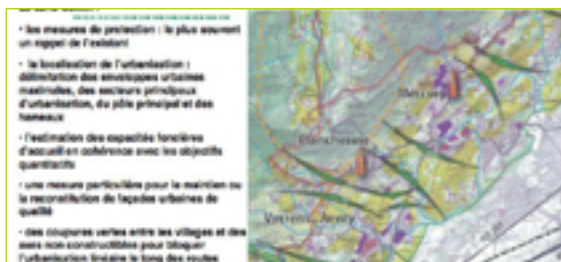 • les mesures de protection : le plus souvent
un rappel de l'existant
• la localisation de l'urbanisation :
délimitation des enveloppes urbaines
maximales, des secteurs principaux
d'urbanisation, du pôle principal et des
hameaux
• l'estimation des capacités foncières
d'accueil en cohérence avec les objectifs
quantitatifs
• une mesure particulière pour le maintien ou
la reconstitution de façades urbaines de
qualité
• des coupures vertes entre les villages et des
axes non constructibles pour bloquer
l'urbanisation linéaire le long des routes